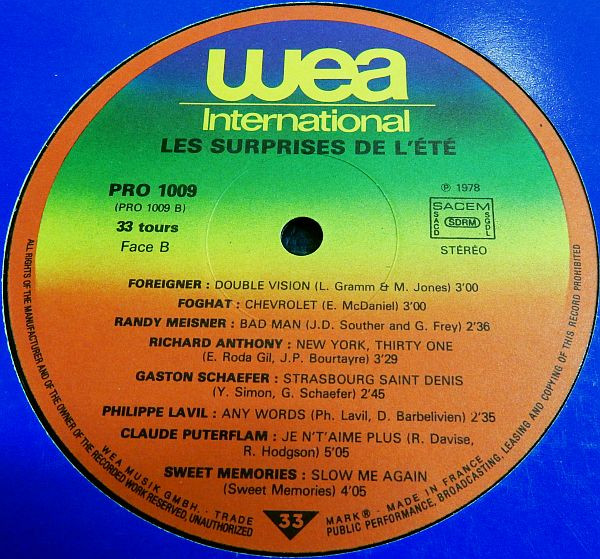 wea
International
LES SURPRISES DE L'ÉTÉ
PRO 1009
(PRO 1009 B)
33 tours
Face B
℗ 1978
SACEM
SACD
SDRM
SGDL
STÉRÉO
FOREIGNER : DOUBLE VISION (L. Gramm & M. Jones) 3'00
FOGHAT : CHEVROLET (E. McDaniel) 3'00
RANDY MEISNER : BAD MAN (J.D. Souther and G. Frey) 2'36
RICHARD ANTHONY : NEW YORK, THIRTY ONE
(E. Roda Gil, J.P. Bourtayre) 3'29
GASTON SCHAEFER : STRASBOURG SAINT DENIS
(Y. Simon, G. Schaefer) 2'45
PHILIPPE LAVIL : ANY WORDS (Ph. Lavil, D. Barbelivien) 2'35
CLAUDE PUTERFLAM : JE N'T'AIME PLUS (R. Davise,
R. Hodgson) 5'05
SWEET MEMORIES : SLOW ME AGAIN
(Sweet Memories) 4'05
33
WEA MUSIK GMBH. · TRADE MARK ® · MADE IN FRANCE
ALL RIGHTS OF THE MANUFACTURER AND OF THE OWNER OF THE RECORDED WORK RESERVED, UNAUTHORIZED PUBLIC PERFORMANCE, BROADCASTING, LEASING AND COPYING OF THIS RECORD PROHIBITED